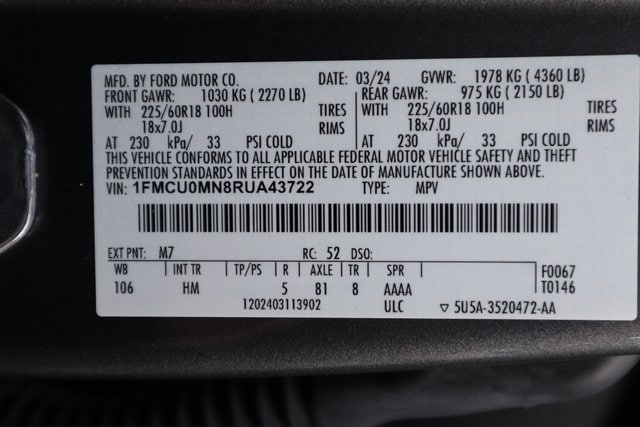 MFD. BY FORD MOTOR CO. DATE: 03/24 GVWR: 1978 KG ( 4360 LB)
FRONT GAWR: 1030 KG ( 2270 LB) REAR GAWR: 975 KG ( 2150 LB)
WITH 225/60R18 100H TIRES WITH 225/60R18 100H TIRES
18x7.0J RIMS 18x7.0J RIMS
AT 230 kPa/ 33 PSI COLD AT 230 kPa/ 33 PSI COLD
THIS VEHICLE CONFORMS TO ALL APPLICABLE FEDERAL MOTOR VEHICLE SAFETY AND THEFT
PREVENTION STANDARDS IN EFFECT ON THE DATE OF MANUFACTURE SHOWN ABOVE.
VIN: 1FMCU0MN8RUA43722 TYPE: MPV
EXT PNT: M7 RC: 52 DSO:
WB INT TR TP/PS R AXLE TR SPR F0067
106 HM 5 81 8 AAAA T0146
1202403113902 ULC ▽ 5U5A-3520472-AA